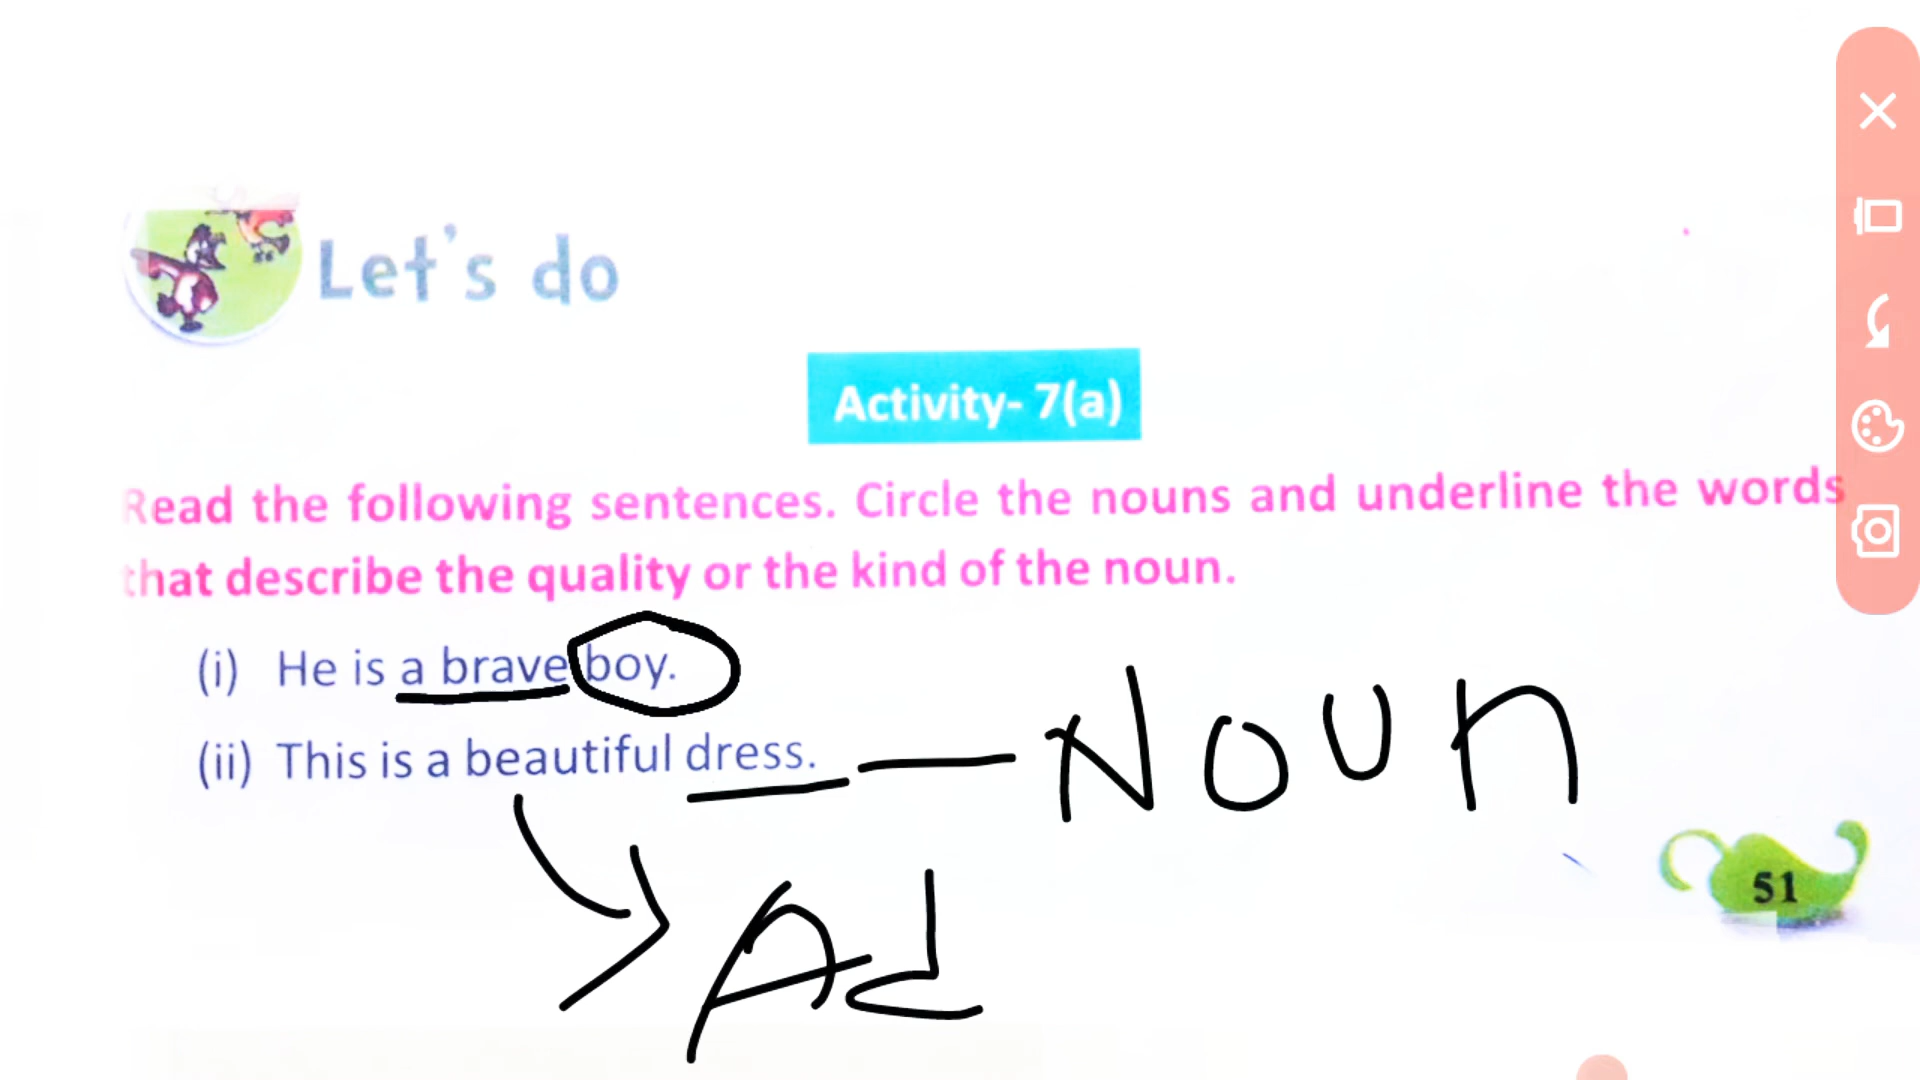 Let's do
Activity- 7(a)
Read the following sentences. Circle the nouns and underline the words
that describe the quality or the kind of the noun.
(i) He is a brave boy.
(ii) This is a beautiful dress. — Noun
Ad
51